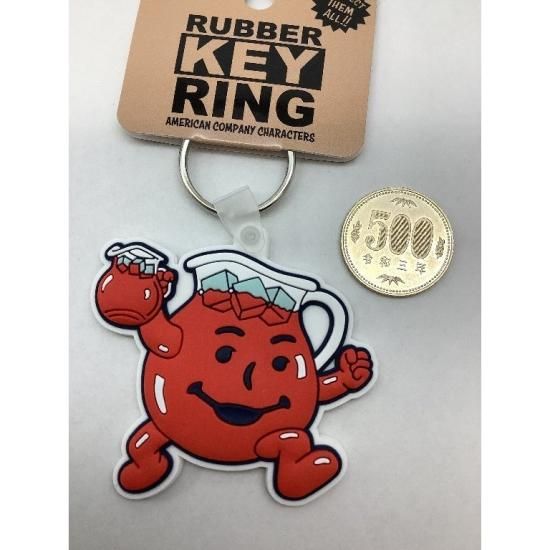 THEM
ALL!!
RUBBER
KEY
RING
AMERICAN COMPANY CHARACTERS
500
令和三年